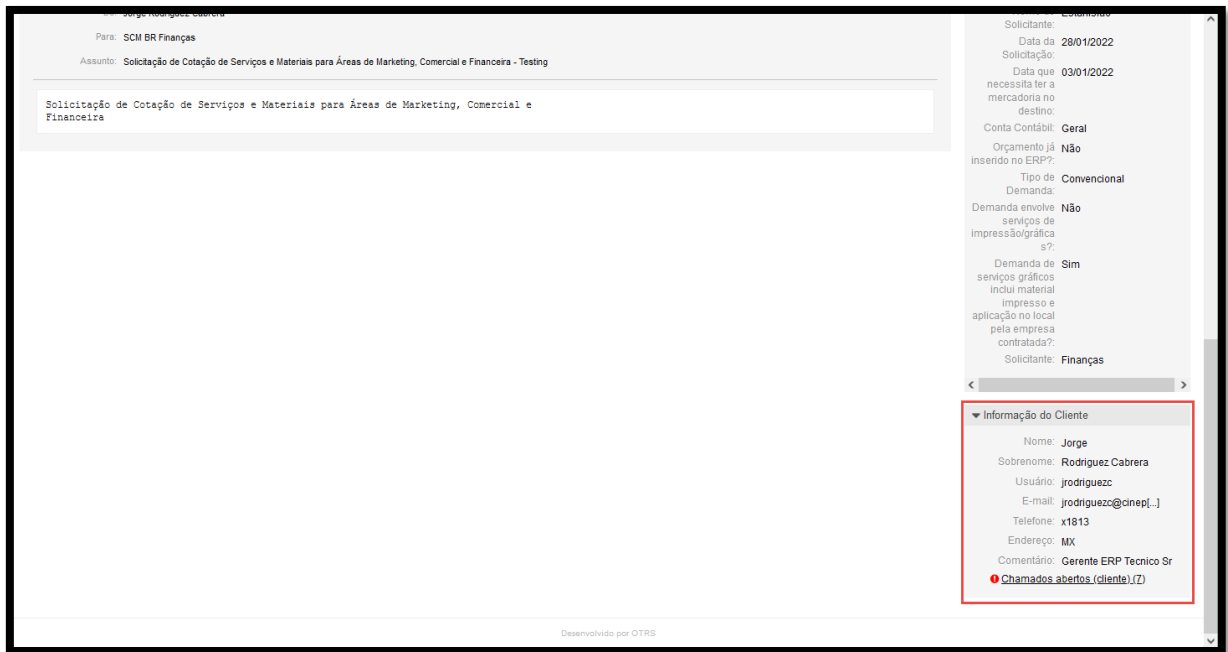 Jorge Rodriguez Cabrera
Para: SCM BR Finanças
Assunto: Solicitação de Cotação de Serviços e Materiais para Áreas de Marketing, Comercial e Financeira - Testing
Solicitação de Cotação de Serviços e Materiais para Áreas de Marketing, Comercial e
Financeira
Solicitante: Estanislao
Data da 28/01/2022
Solicitação:
Data que 03/01/2022
necessita ter a
mercadoria no
destino:
Conta Contábil: Geral
Orçamento já Não
inserido no ERP?:
Tipo de Convencional
Demanda:
Demanda envolve Não
serviços de
impressão/gráfica
s?:
Demanda de Sim
serviços gráficos
inclui material
impresso e
aplicação no local
pela empresa
contratada?:
Solicitante: Finanças
Informação do Cliente
Nome: Jorge
Sobrenome: Rodriguez Cabrera
Usuário: jrodriguezc
E-mail: jrodriguezc@cinep[...]
Telefone: x1813
Endereço: MX
Comentário: Gerente ERP Tecnico Sr
Chamados abertos (cliente) (7)
Desenvolvido por OTRS